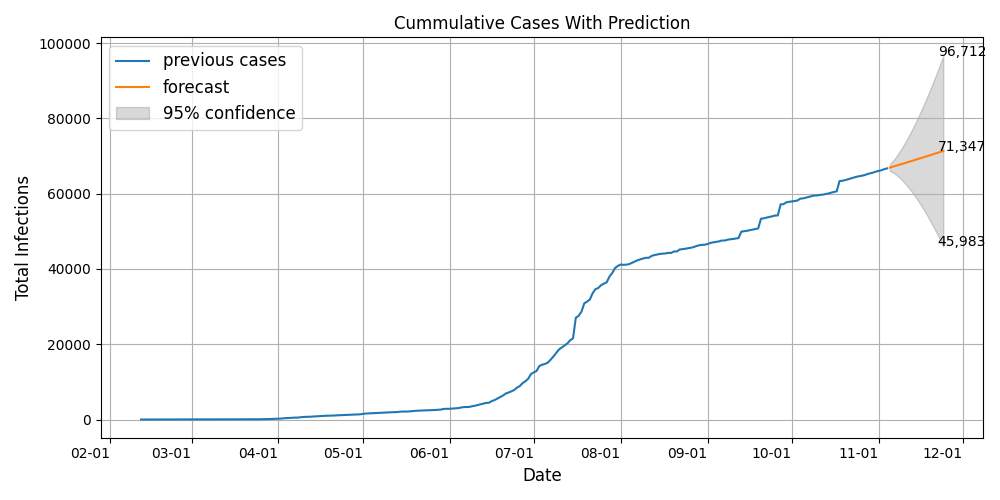 Cummulative Cases With Prediction
Total Infections
100000
80000
60000
40000
20000
0
previous cases
forecast
95% confidence
96,712
71,347
45,983
02-01 03-01 04-01 05-01 06-01 07-01 08-01 09-01 10-01 11-01 12-01
Date